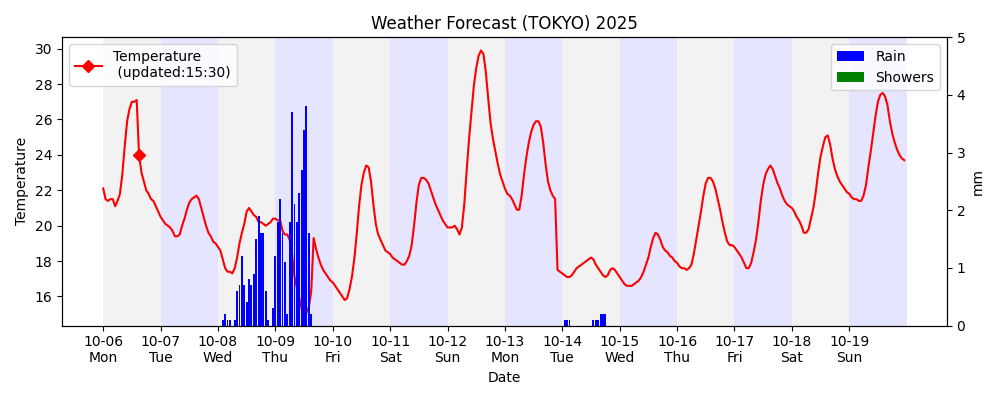 Weather Forecast (TOKYO) 2025
Temperature
(updated:15:30)
Rain
Showers
Temperature
30
28
26
24
22
20
18
16
5
4
3
2
1
0
mm
10-06 10-07 10-08 10-09 10-10 10-11 10-12 10-13 10-14 10-15 10-16 10-17 10-18 10-19
Mon Tue Wed Thu Fri Sat Sun Mon Tue Wed Thu Fri Sat Sun
Date